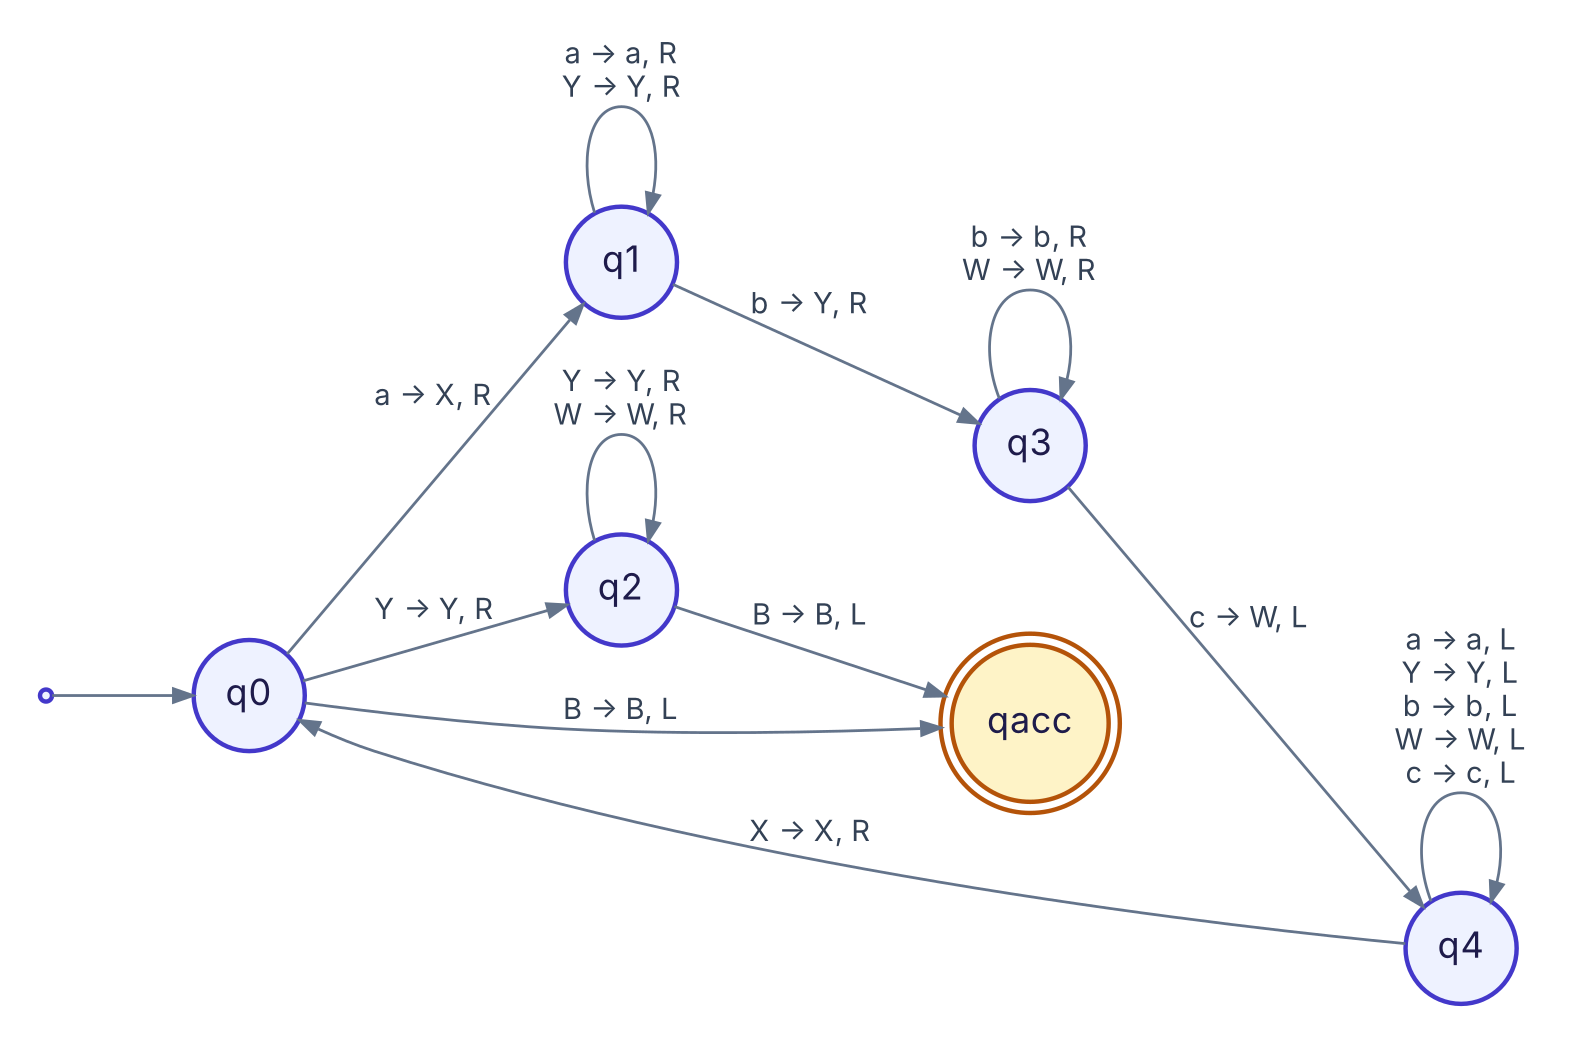 a → a, R
Y → Y, R
q1
b → b, R
W → W, R
b → Y, R
a → X, R
Y → Y, R
W → W, R
q3
q2
Y → Y, R
B → B, L
c → W, L
a → a, L
Y → Y, L
b → b, L
W → W, L
c → c, L
q0
B → B, L
qacc
X → X, R
q4